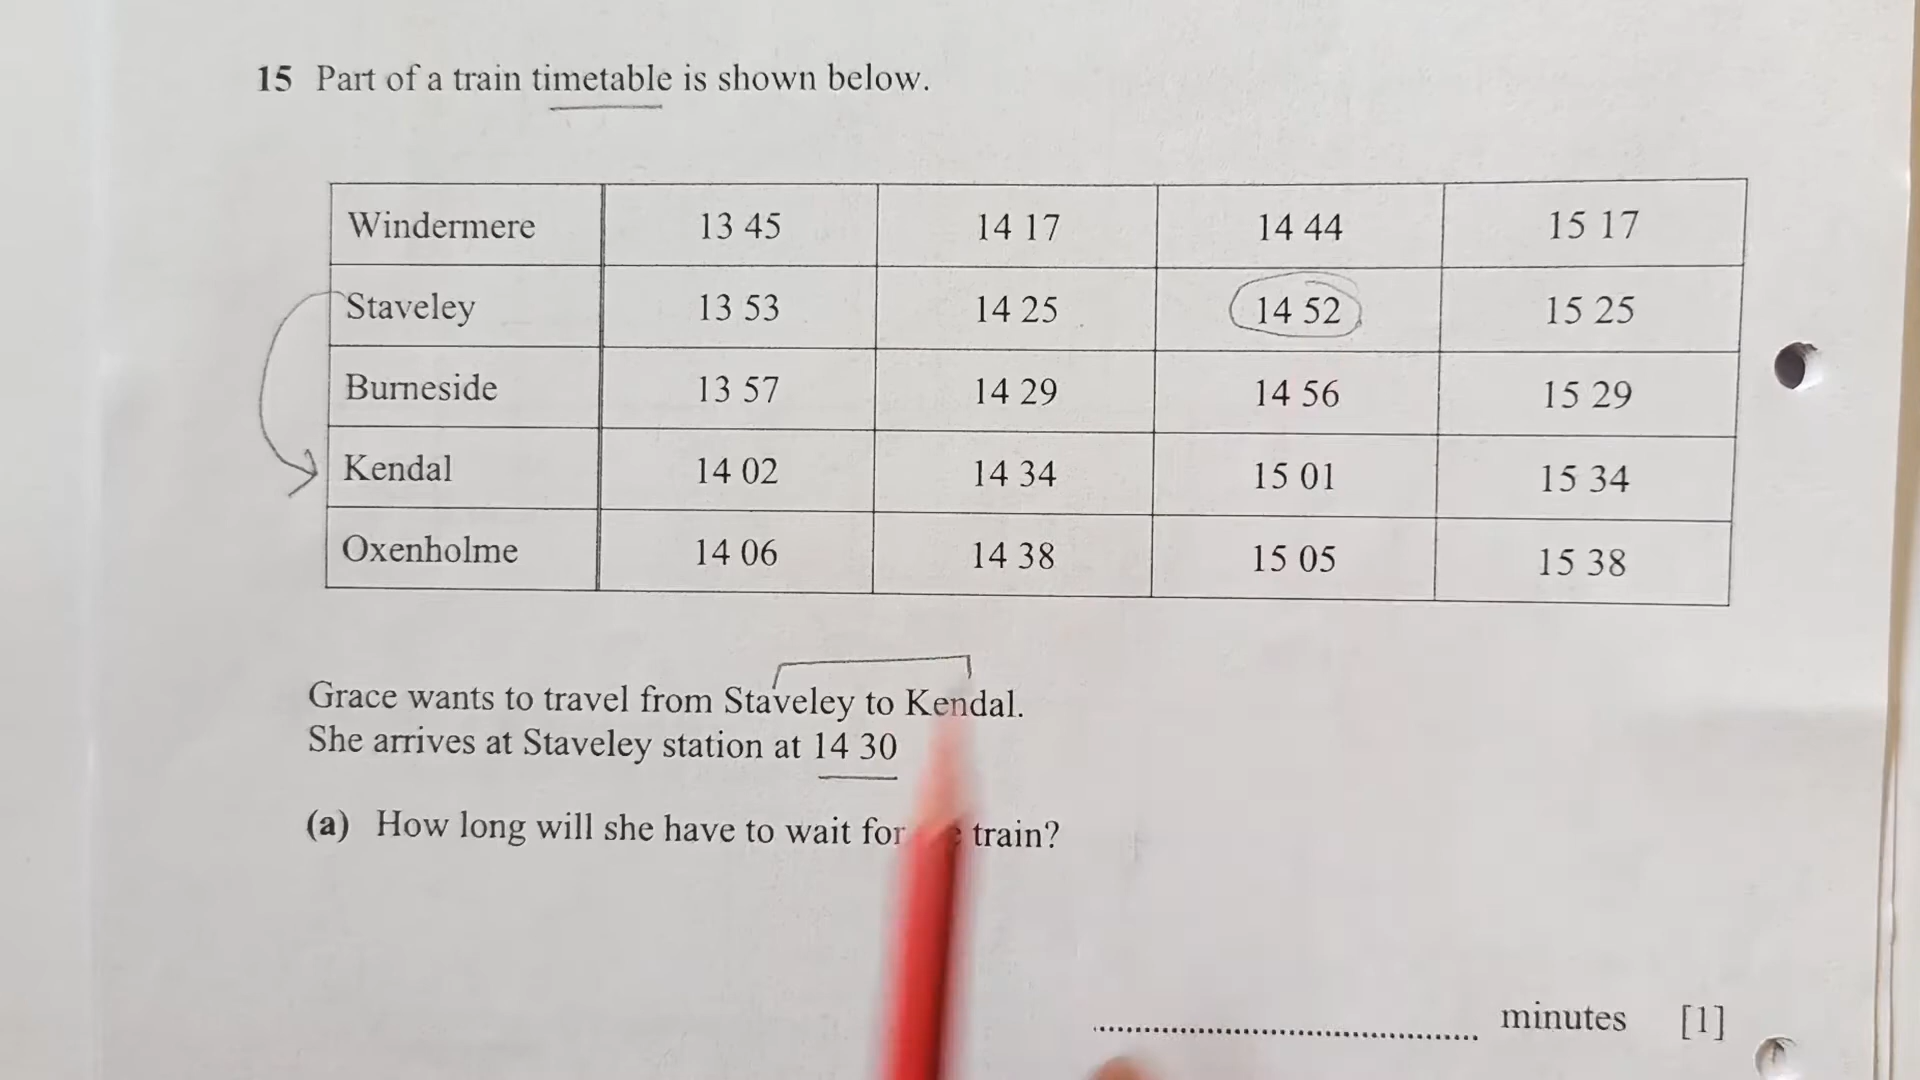 15 Part of a train timetable is shown below.
Windermere 13 45 14 17 14 44 15 17
Staveley 13 53 14 25 14 52 15 25
Burneside 13 57 14 29 14 56 15 29
Kendal 14 02 14 34 15 01 15 34
Oxenholme 14 06 14 38 15 05 15 38
Grace wants to travel from Staveley to Kendal.
She arrives at Staveley station at 14 30
(a) How long will she have to wait for train?
minutes [1]